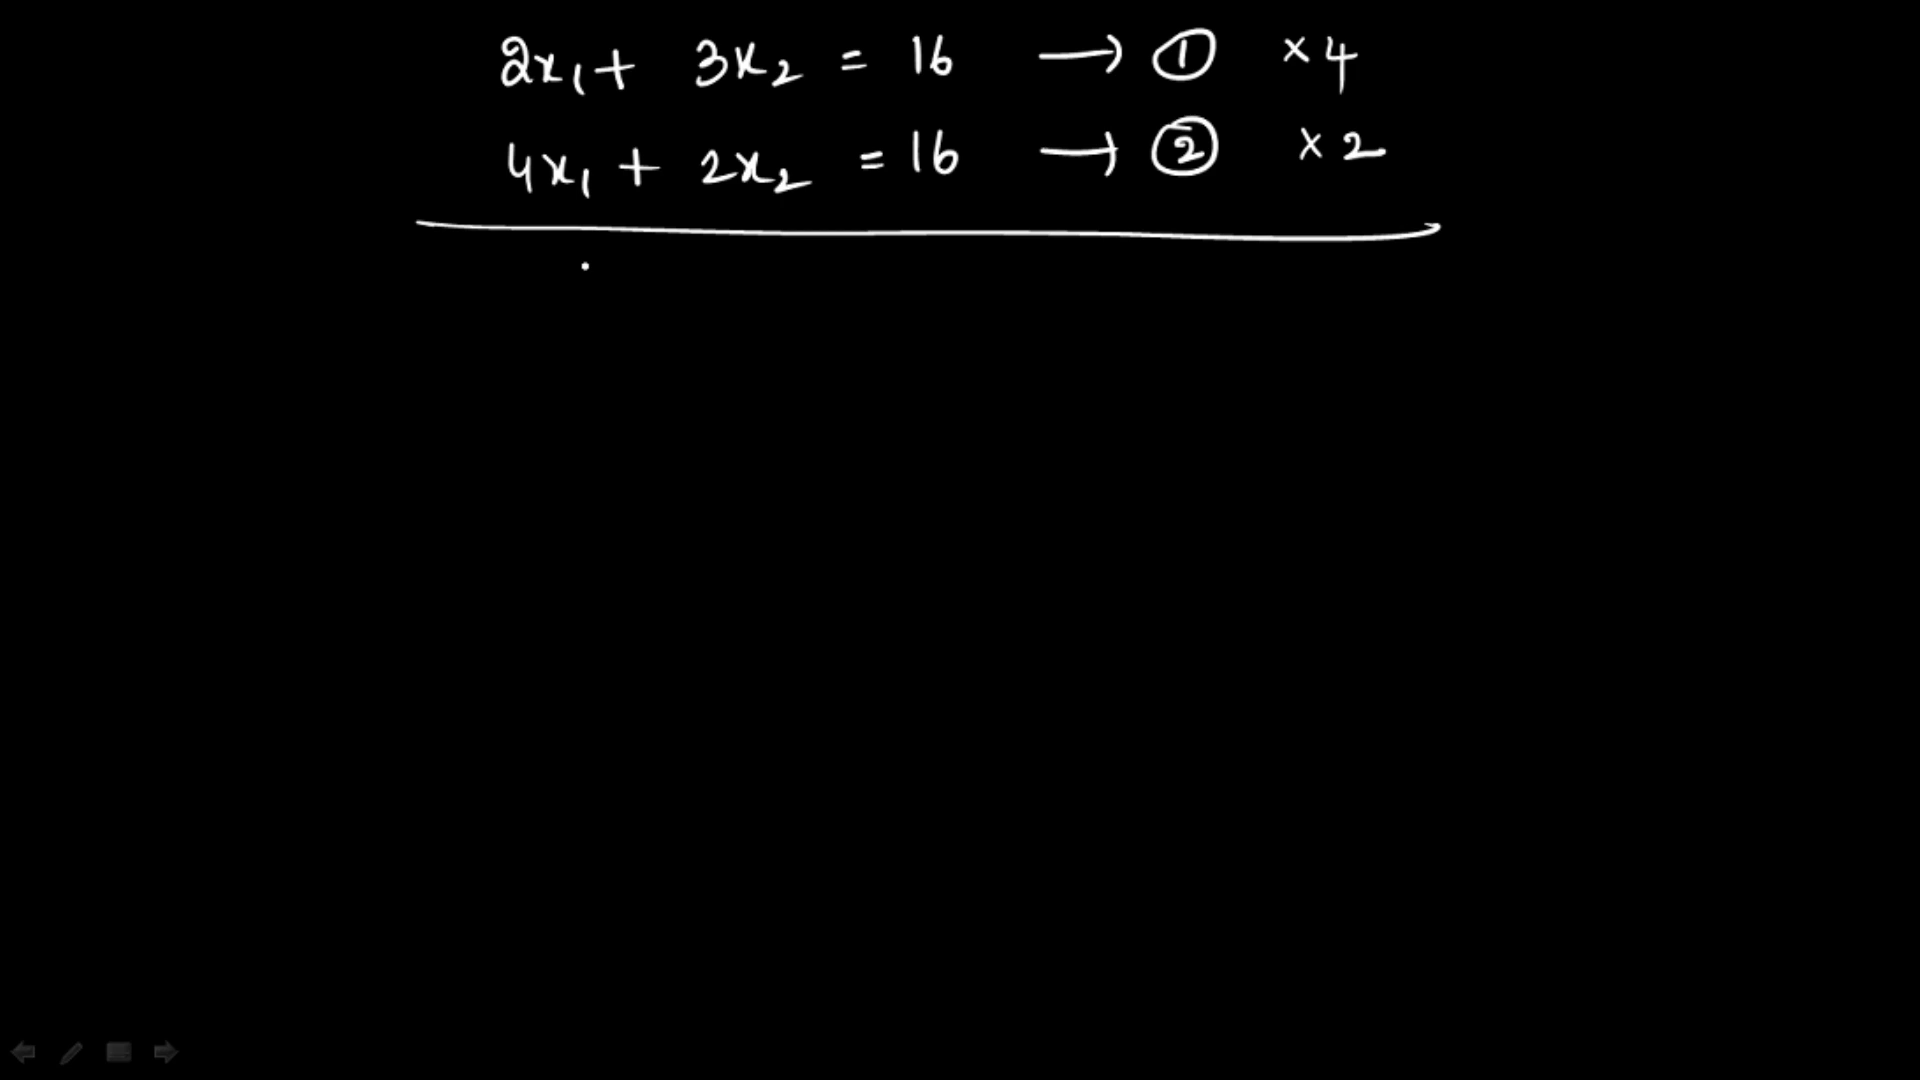 2x₁ + 3x₂ = 16 → ① × 4
4x₁ + 2x₂ = 16 → ② × 2